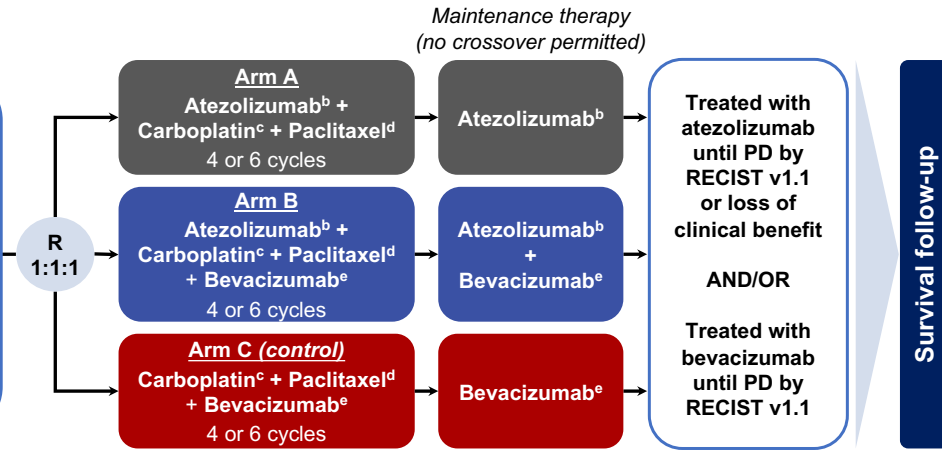 Maintenance therapy
(no crossover permitted)
R
1:1:1
Arm A
Atezolizumabᵇ +
Carboplatinᶜ + Paclitaxelᵈ
4 or 6 cycles
Atezolizumabᵇ
Arm B
Atezolizumabᵇ +
Carboplatinᶜ + Paclitaxelᵈ
+ Bevacizumabᵉ
4 or 6 cycles
Atezolizumabᵇ
+
Bevacizumabᵉ
Arm C (control)
Carboplatinᶜ + Paclitaxelᵈ
+ Bevacizumabᵉ
4 or 6 cycles
Bevacizumabᵉ
Treated with
atezolizumab
until PD by
RECIST v1.1
or loss of
clinical benefit
AND/OR
Treated with
bevacizumab
until PD by
RECIST v1.1
Survival follow-up